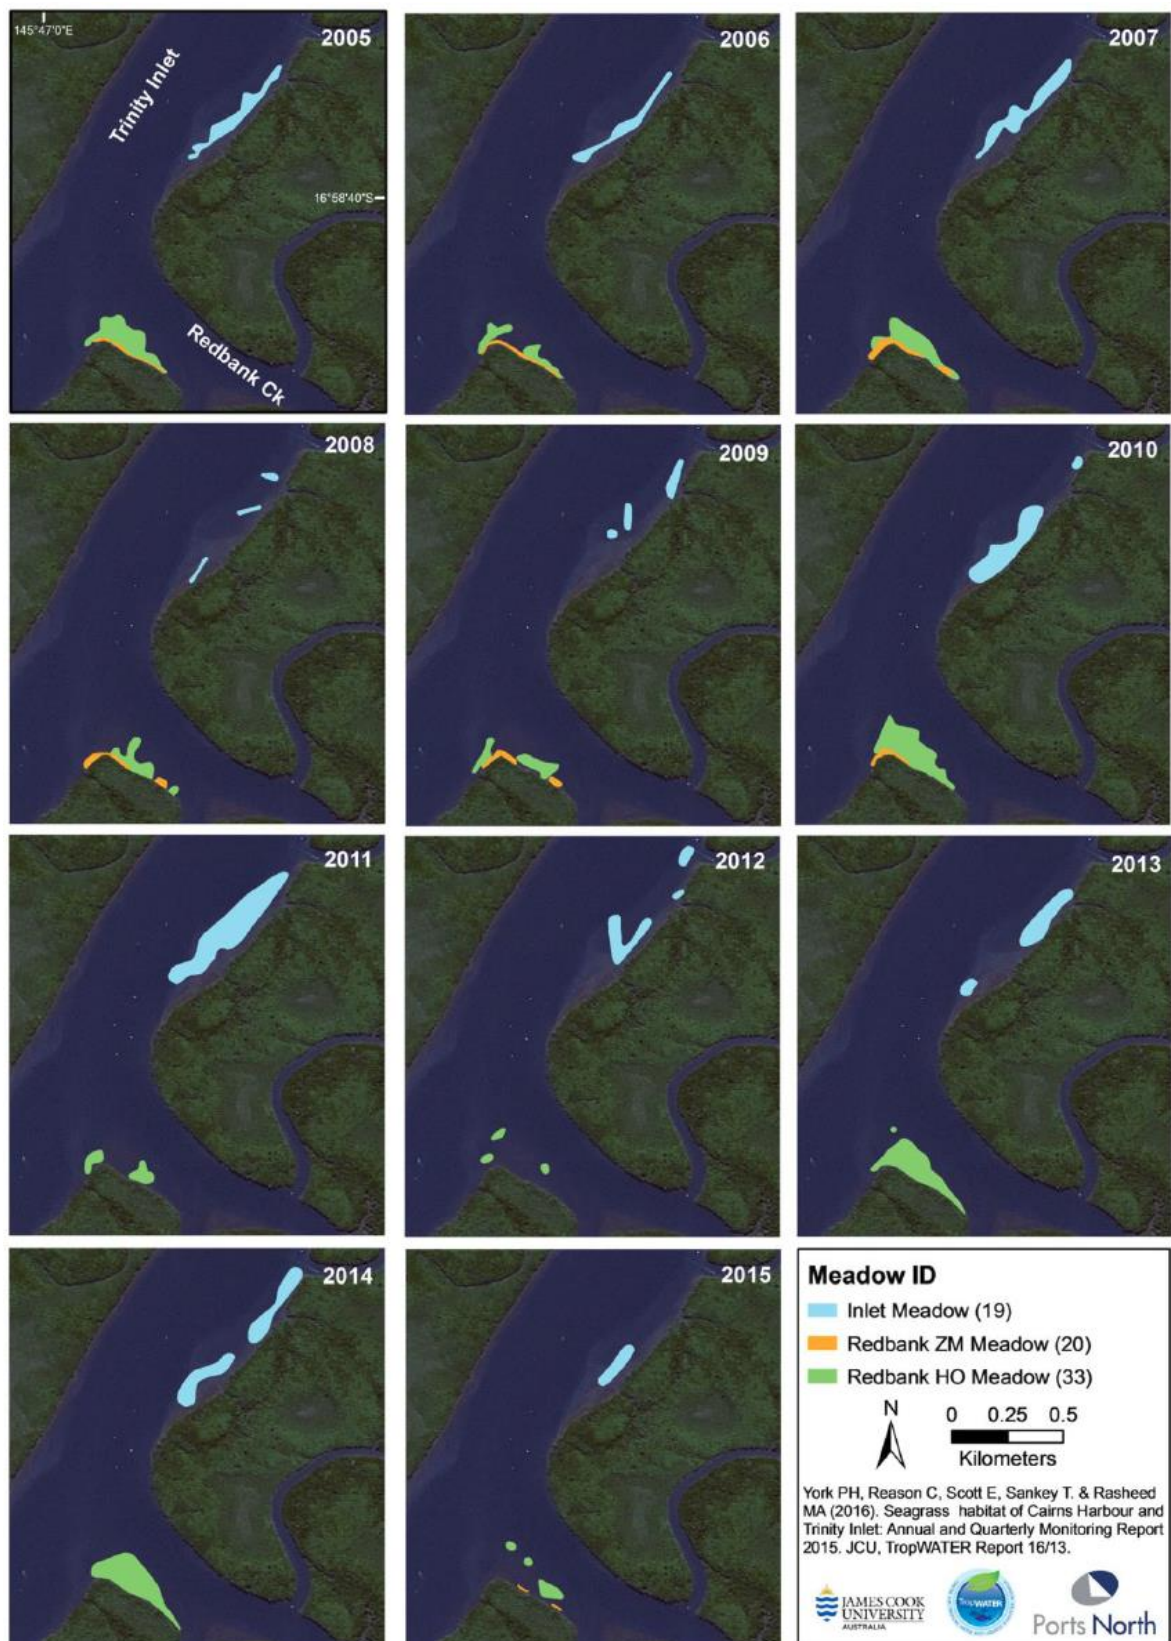 145°47'0"E
2005
Trinity Inlet
16°58'40"S
Redbank Ck
2006
2007
2008
2009
2010
2011
2012
2013
2014
2015
Meadow ID
Inlet Meadow (19)
Redbank ZM Meadow (20)
Redbank HO Meadow (33)
N
0 0.25 0.5
Kilometers
York PH, Reason C, Scott E, Sankey T. & Rasheed
MA (2016). Seagrass habitat of Cairns Harbour and
Trinity Inlet: Annual and Quarterly Monitoring Report
2015. JCU, TropWATER Report 16/13.
JAMES COOK
UNIVERSITY
AUSTRALIA
TropWATER
Ports North